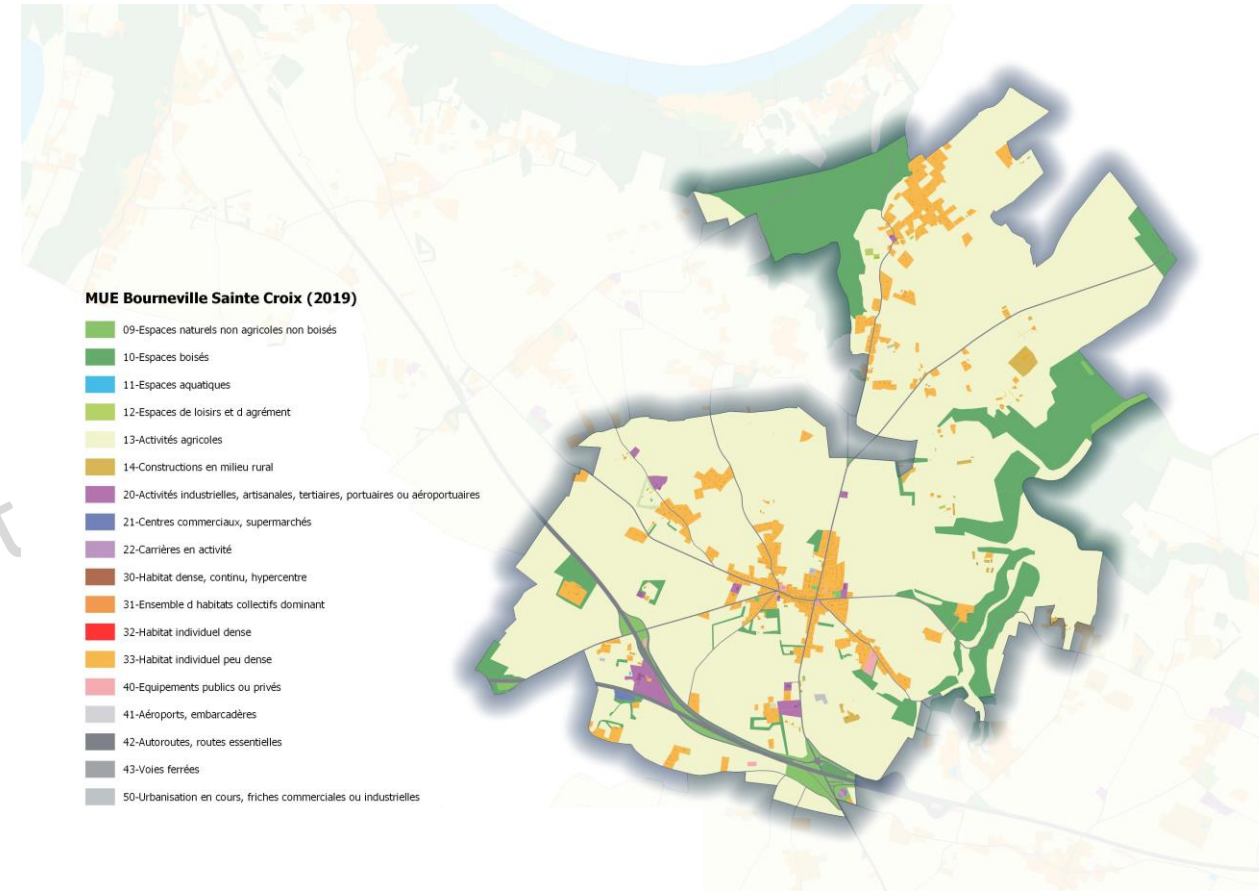 MUE Bourneville Sainte Croix (2019)
09-Espaces naturels non agricoles non boisés
10-Espaces boisés
11-Espaces aquatiques
12-Espaces de loisirs et d agrément
13-Activités agricoles
14-Constructions en milieu rural
20-Activités industrielles, artisanales, tertiaires, portuaires ou aéroportuaires
21-Centres commerciaux, supermarchés
22-Carrières en activité
30-Habitat dense, continu, hypercentre
31-Ensemble d habitats collectifs dominant
32-Habitat individuel dense
33-Habitat individuel peu dense
40-Equipements publics ou privés
41-Aéroports, embarcadères
42-Autoroutes, routes essentielles
43-Voies ferrées
50-Urbanisation en cours, friches commerciales ou industrielles